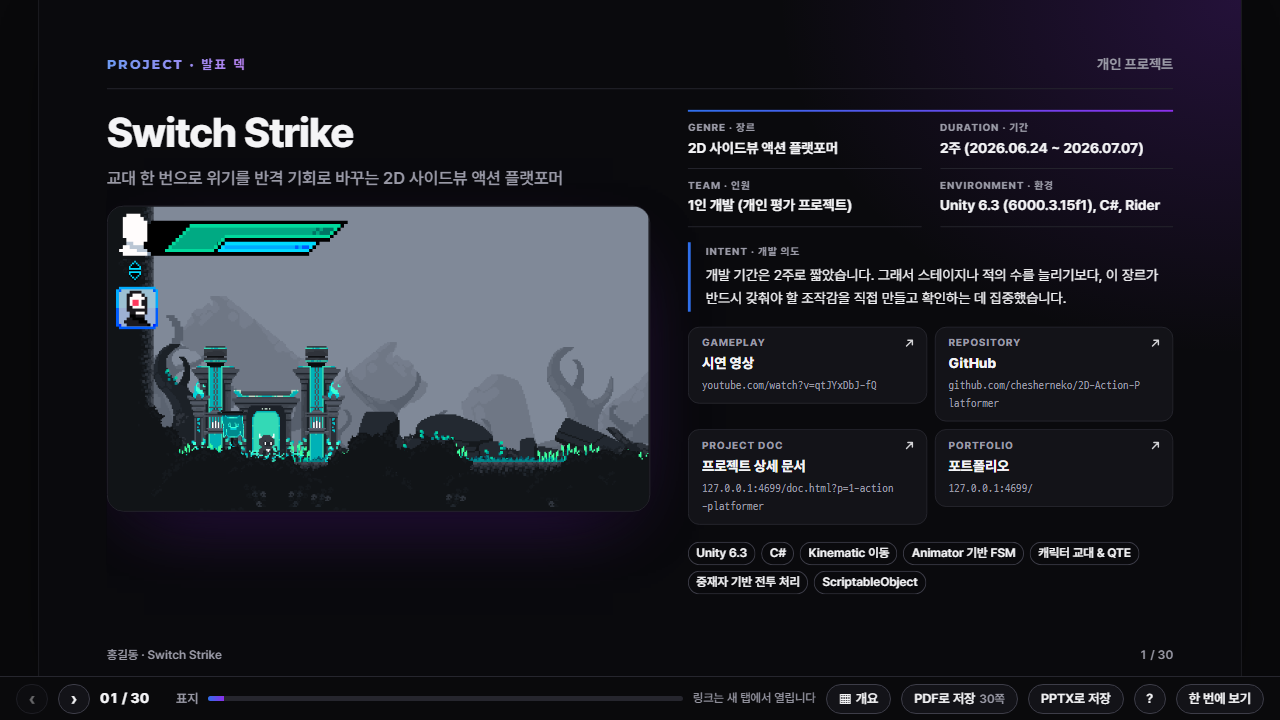 PROJECT · 발표 덱
개인 프로젝트
Switch Strike
교대 한 번으로 위기를 반격 기회로 바꾸는 2D 사이드뷰 액션 플랫포머
GENRE · 장르
2D 사이드뷰 액션 플랫포머
DURATION · 기간
2주 (2026.06.24 ~ 2026.07.07)
TEAM · 인원
1인 개발 (개인 평가 프로젝트)
ENVIRONMENT · 환경
Unity 6.3 (6000.3.15f1), C#, Rider
INTENT · 개발 의도
개발 기간은 2주로 짧았습니다. 그래서 스테이지나 적의 수를 늘리기보다, 이 장르가
반드시 갖춰야 할 조작감을 직접 만들고 확인하는 데 집중했습니다.
GAMEPLAY
시연 영상
youtube.com/watch?v=qtJYxDbJ-fQ
REPOSITORY
GitHub
github.com/chesherneko/2D-Action-P
latformer
PROJECT DOC
프로젝트 상세 문서
127.0.0.1:4699/doc.html?p=1-action
-platformer
PORTFOLIO
포트폴리오
127.0.0.1:4699/
Unity 6.3
C#
Kinematic 이동
Animator 기반 FSM
캐릭터 교대 & QTE
중재자 기반 전투 처리
ScriptableObject
홍길동 · Switch Strike
1 / 30
01 / 30
표지
링크는 새 탭에서 열립니다
▦ 개요
PDF로 저장 30쪽
PPTX로 저장
?
한 번에 보기